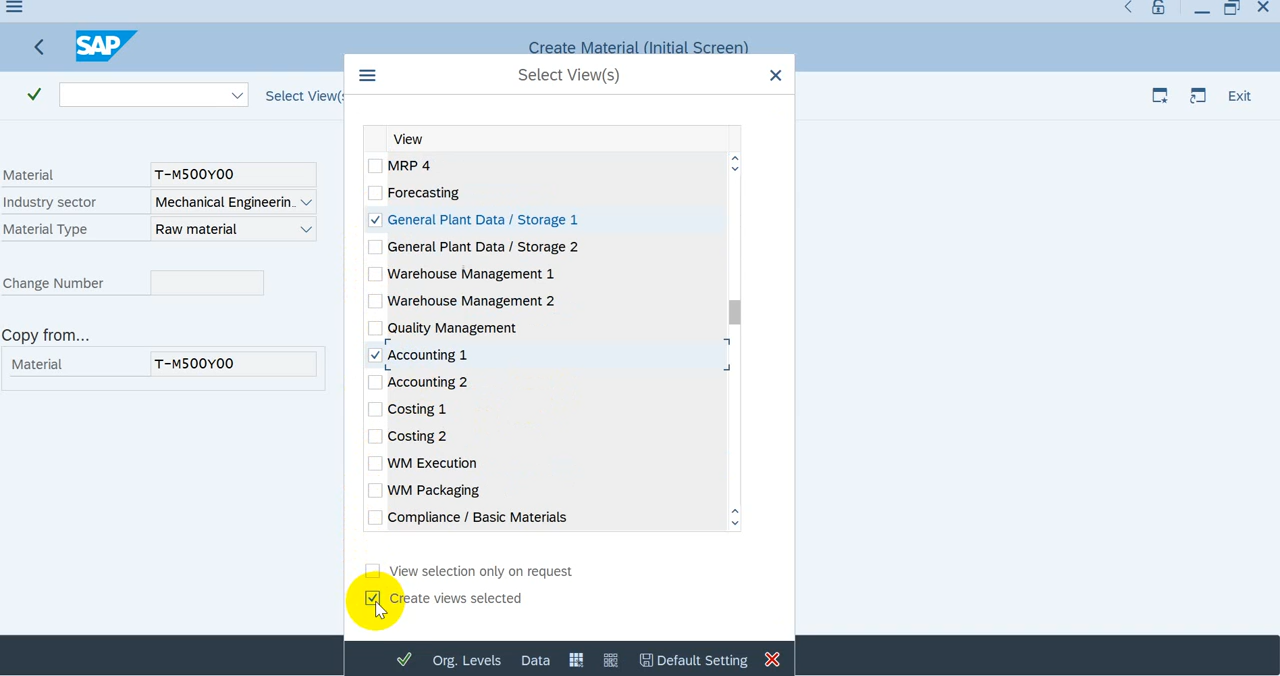 SAP
Create Material (Initial Screen)
Select View(s
Exit
Material T-M500Y00
Industry sector Mechanical Engineerin..
Material Type Raw material
Change Number
Copy from...
Material T-M500Y00
Select View(s)
View
MRP 4
Forecasting
General Plant Data / Storage 1
General Plant Data / Storage 2
Warehouse Management 1
Warehouse Management 2
Quality Management
Accounting 1
Accounting 2
Costing 1
Costing 2
WM Execution
WM Packaging
Compliance / Basic Materials
View selection only on request
Create views selected
Org. Levels Data Default Setting